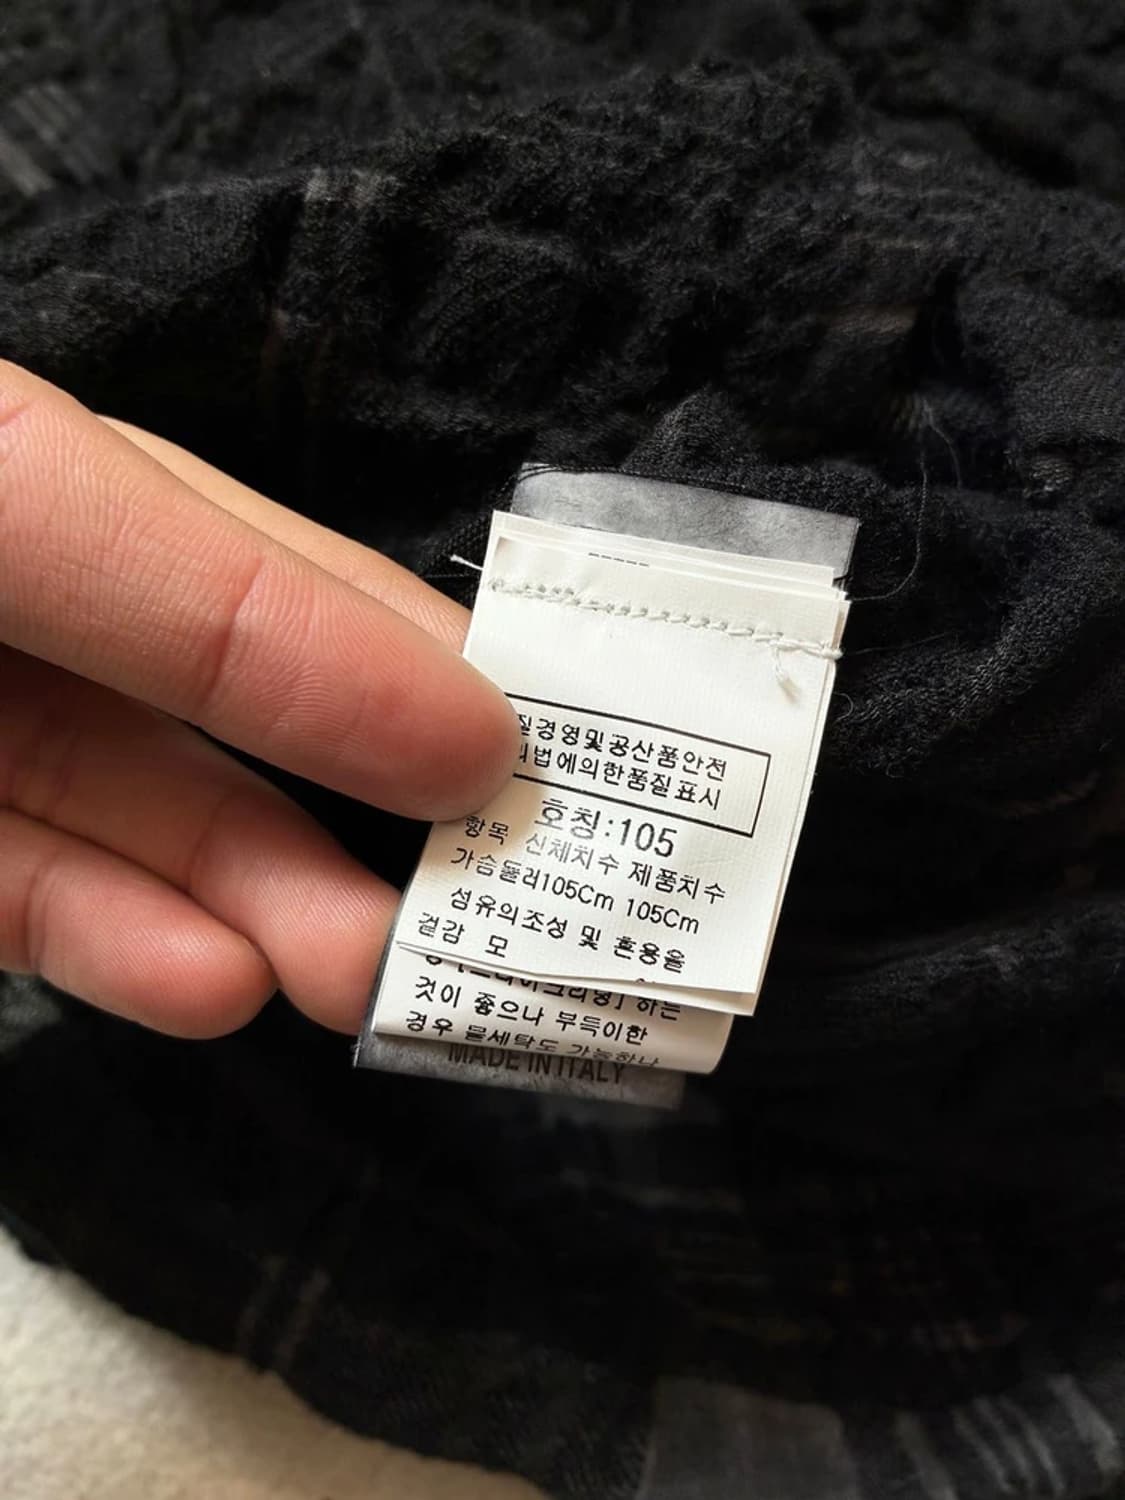 질경영및공산품안전
법에의한품질표시
호칭:105
항목 신체치수 제품치수
가슴둘레105Cm 105Cm
섬유의조성 및 혼용율
겉감 모
하는
것이 좋으나 부득이한
경우 물세탁도 가능하나
MADE IN ITALY